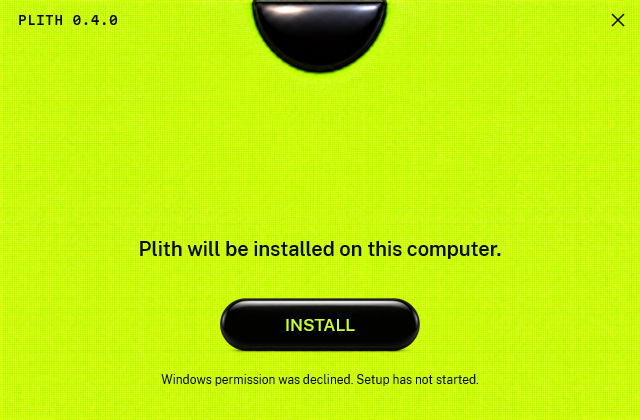 PLITH 0.4.0
Plith will be installed on this computer.
INSTALL
Windows permission was declined. Setup has not started.